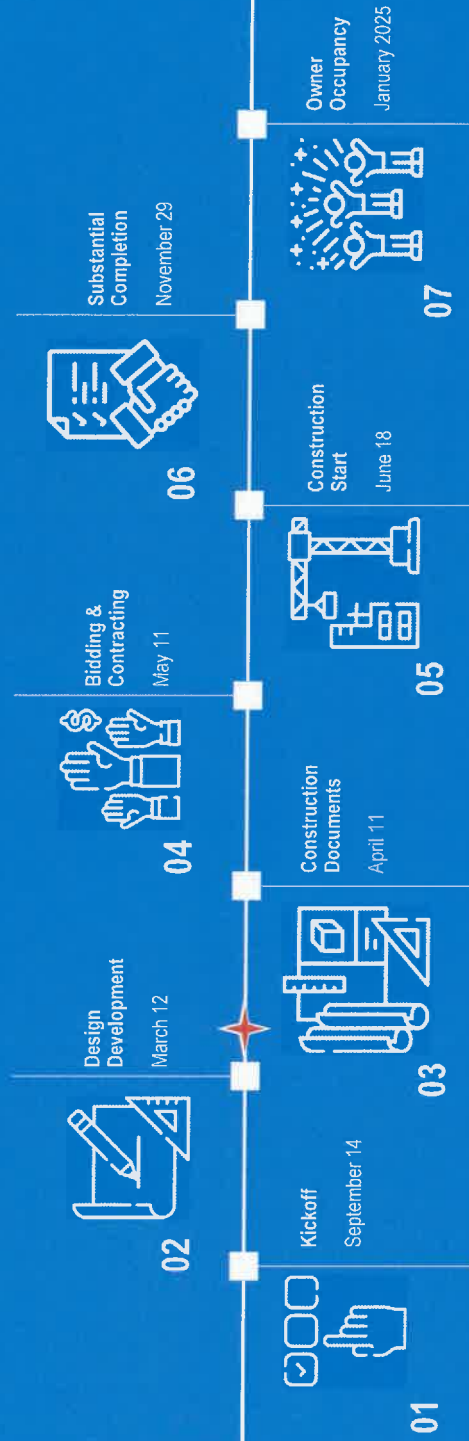 01
Kickoff
September 14
02
Design
Development
March 12
03
Construction
Documents
April 11
04
$
Bidding &
Contracting
May 11
05
Construction
Start
June 18
06
Substantial
Completion
November 29
07
Owner
Occupancy
January 2025